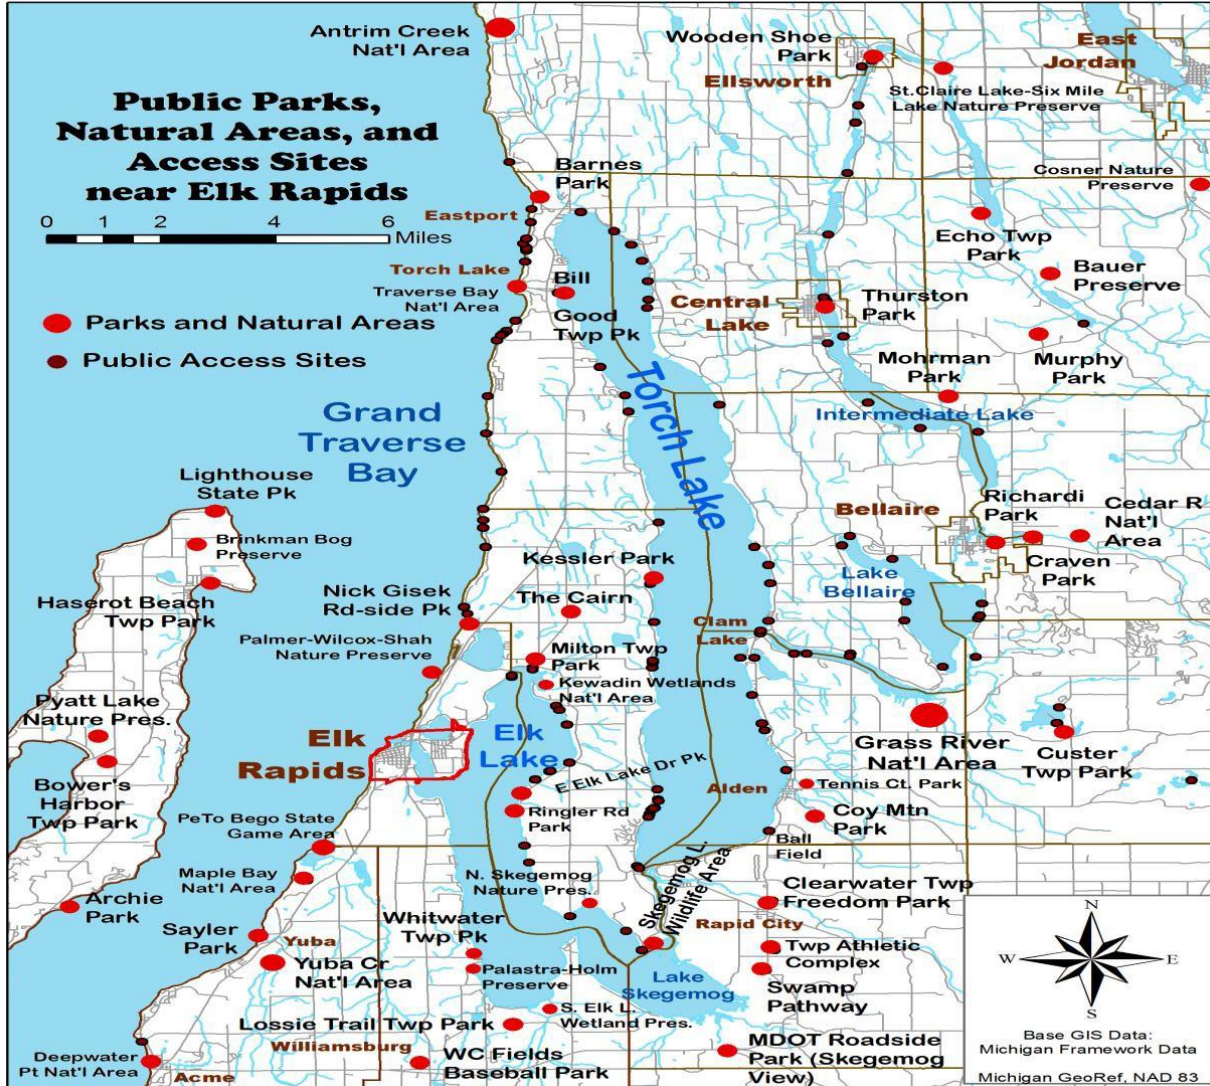 Antrim Creek
Nat'l Area
Wooden Shoe
Park
East
Jordan
Ellsworth
St.Claire Lake-Six Mile
Lake Nature Preserve
Public Parks,
Natural Areas, and
Access Sites
near Elk Rapids
0 2 4 6
Miles
Barnes
Park
Cosner Nature
Preserve
Eastport
Echo Twp
Park
Torch Lake
Traverse Bay
Nat'l Area
Bill
Good
Twp Pk
Central
Lake
Thurston
Park
Bauer
Preserve
Parks and Natural Areas
Public Access Sites
Mohrman
Park
Murphy
Park
Torch Lake
Grand
Traverse
Bay
Intermediate Lake
Lighthouse
State Pk
Brinkman Bog
Preserve
Bellaire
Richardi
Park
Cedar R
Nat'l
Area
Craven
Park
Kessler Park
Lake
Bellaire
Haserot Beach
Twp Park
Nick Gisek
Rd-side Pk
The Cairn
Clam
Lake
Palmer-Wilcox-Shah
Nature Preserve
Milton Twp
Park
Kewadin Wetlands
Nat'l Area
Pyatt Lake
Nature Pres.
Elk
Rapids
Elk
Lake
Grass River
Nat'l Area
Custer
Twp Park
Bower's
Harbor
Twp Park
E Elk Lake Dr Pk
Alden
Tennis Ct. Park
Ringler Rd
Park
Coy Mtn
Park
PeTo Bego State
Game Area
Ball
Field
Maple Bay
Nat'l Area
N. Skegemog
Nature Pres.
Skegemog L.
Wildlife Area
Clearwater Twp
Freedom Park
Archie
Park
Sayler
Park
Yuba
Whitwater
Twp Pk
Rapid City
Twp Athletic
Complex
Yuba Cr
Nat'l Area
Palastra-Holm
Preserve
Lake
Skegemog
Swamp
Pathway
S. Elk L.
Wetland Pres.
Lossie Trail Twp Park
Williamsburg
WC Fields
Baseball Park
MDOT Roadside
Park (Skegemog
View)
Deepwater
Pt Nat'l Area
Acme
N
W E
S
Base GIS Data:
Michigan Framework Data
Michigan GeoRef, NAD 83